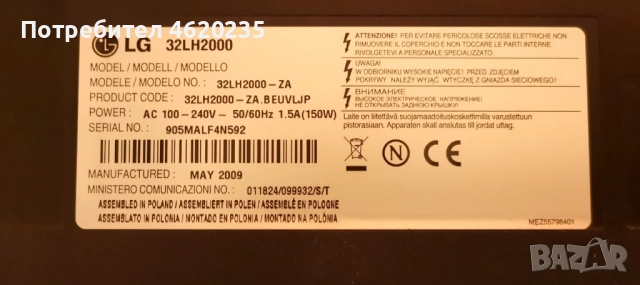 Потребител 4620235
LG 32LH2000
MODEL / MODELL / MODELLO
MODELE / MODELO NO. : 32LH2000-ZA
PRODUCT CODE : 32LH2000-ZA.BEUVLJP
POWER : AC 100-240V~ 50/60Hz 1.5A(150W)
SERIAL NO. : 905MALF4N592
MANUFACTURED : MAY 2009
MINISTERO COMUNICAZIONI NO. : 011824/099932/S/T
ASSEMBLED IN POLAND / ASSEMBLIERT IN POLEN / ASSEMBLÉ EN POLOGNE
ASSEMBLATO IN POLONIA / MONTADO EN POLONIA / MONTADO NA POLÔNIA
ATTENZIONE! : PER EVITARE PERICOLOSE SCOSSE ELETTRICHE NON
RIMUOVERE IL COPERCHIO E NON TOCCARE LE PARTI INTERNE.
RIVOLGERSI A PERSONALE QUALIFICATO.
UWAGA!
W ODBIORNIKU WYSOKIE NAPIĘCIE! PRZED ZDJĘCIEM
POKRYWY NALEŻY WYJĄĆ WTYCZKĘ Z GNIAZDA SIECIOWEGO!
ВНИМАНИЕ
ВЫСОКОЕ ЭЛЕКТРИЧЕСКОЕ НАПРЯЖЕНИЕ!
НЕ ОТКРЫВАТЬ ЗАДНЮЮ КРЫШКУ!
Laite on liitettävä suojamaadoituskoskettimilla varustettuun
pistorasiaan. Apparaten skall anslutas till jordat uttag.
CE
N
MEZ55798401
BAZAR